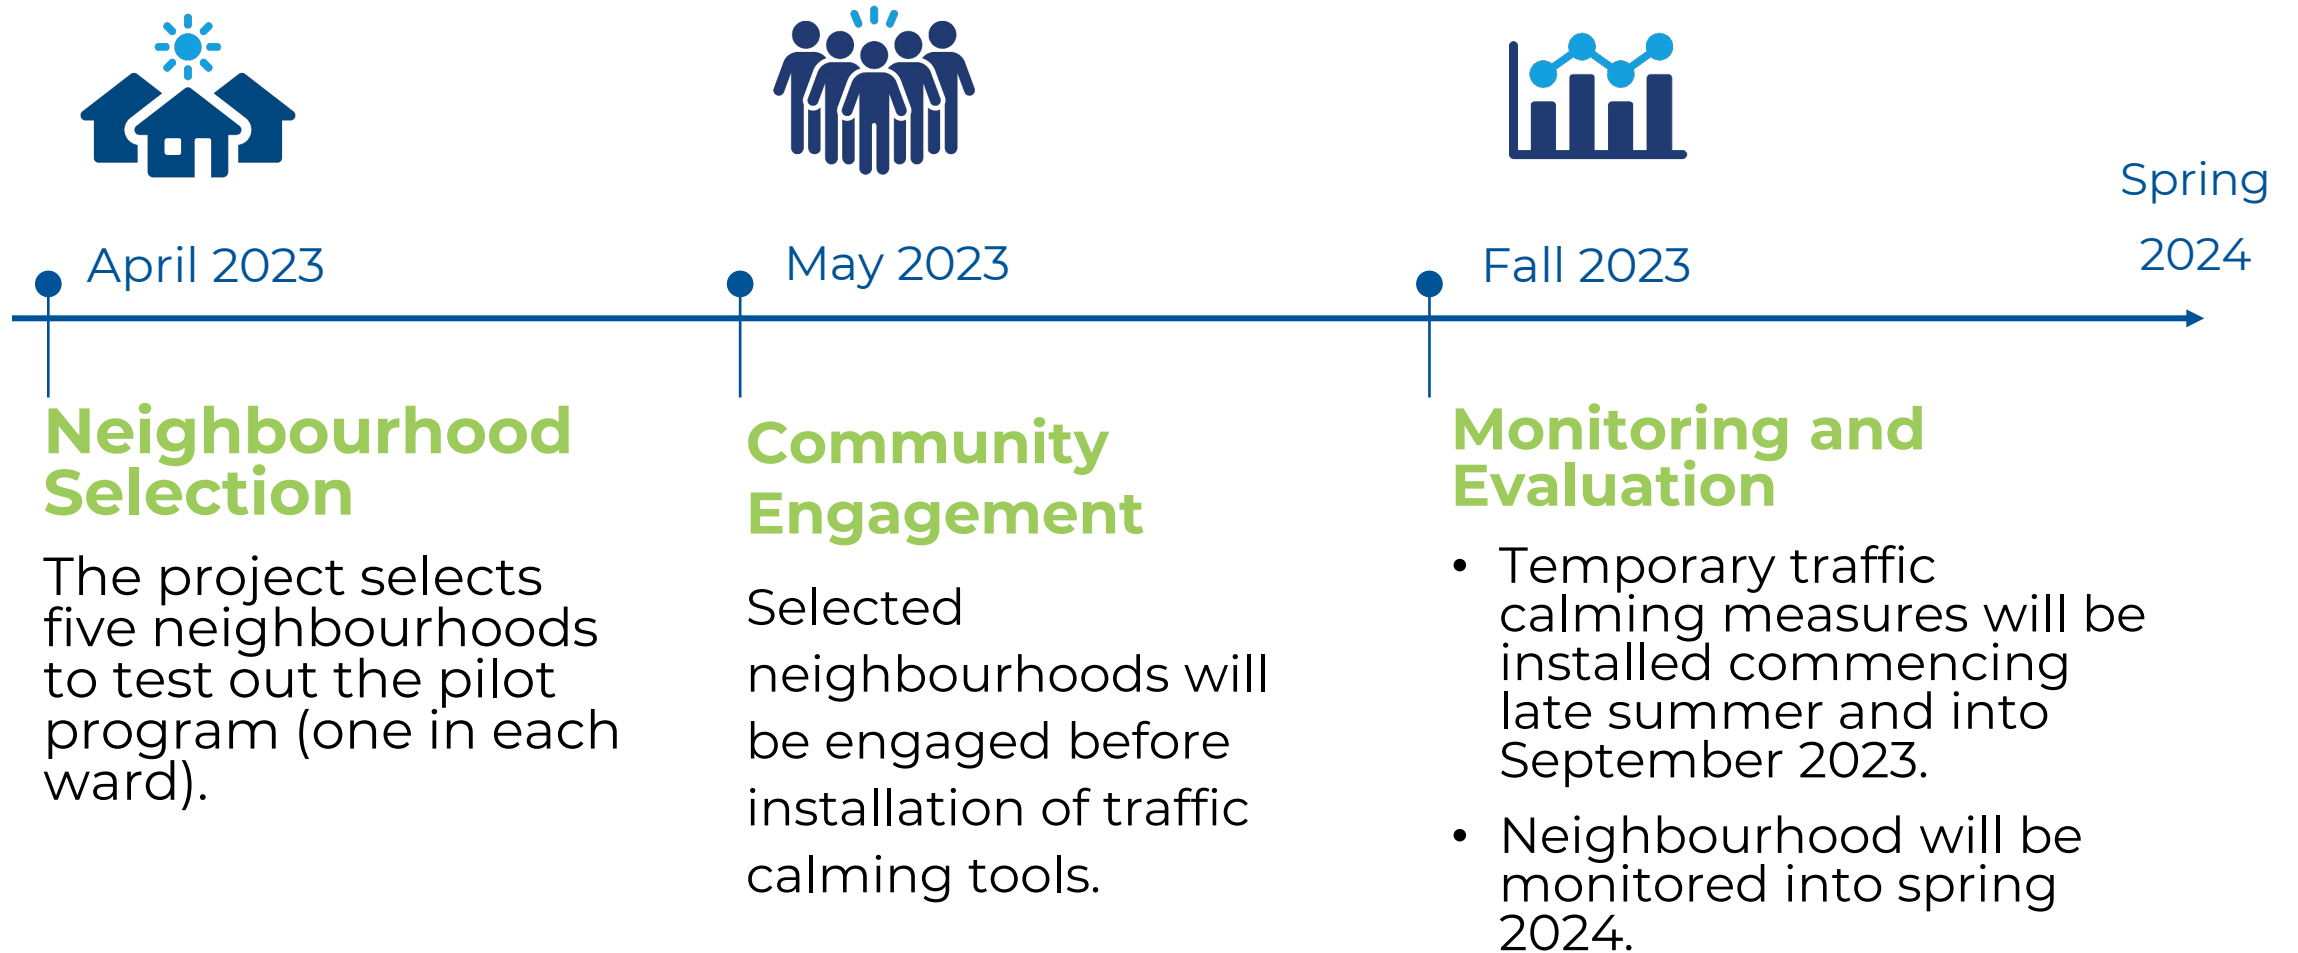 April 2023
Neighbourhood
Selection
The project selects
five neighbourhoods
to test out the pilot
program (one in each
ward).
May 2023
Community
Engagement
Selected
neighbourhoods will
be engaged before
installation of traffic
calming tools.
Fall 2023
Monitoring and
Evaluation
• Temporary traffic
calming measures will be
installed commencing
late summer and into
September 2023.
• Neighbourhood will be
monitored into spring
2024.
Spring
2024